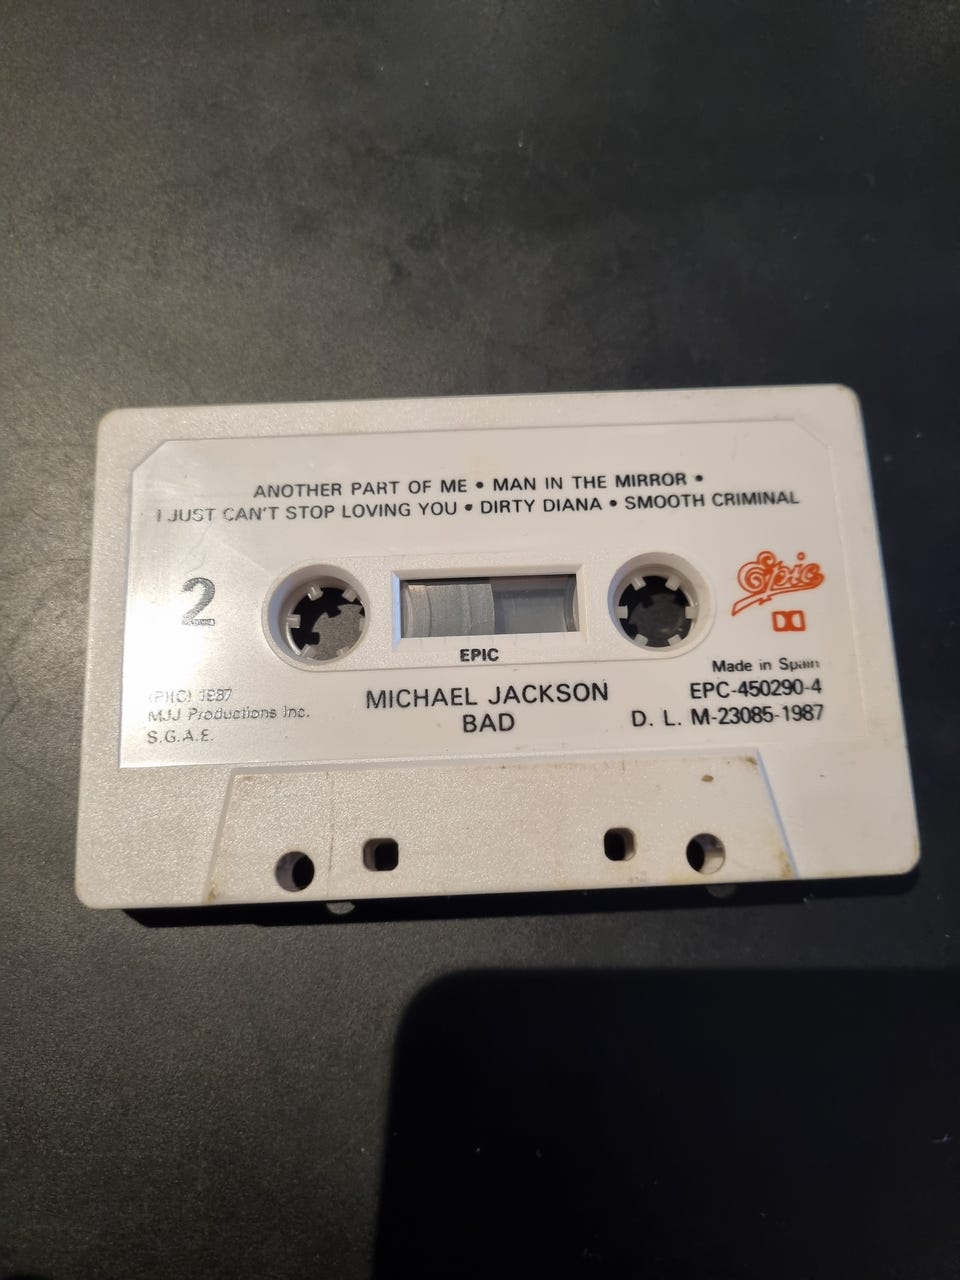 ANOTHER PART OF ME • MAN IN THE MIRROR •
I JUST CAN'T STOP LOVING YOU • DIRTY DIANA • SMOOTH CRIMINAL
2
Epic
EPIC
Made in Spain
(P)(C) 1987
MICHAEL JACKSON
EPC-450290-4
MJJ Productions Inc.
BAD
D. L. M-23085-1987
S.G.A.E.